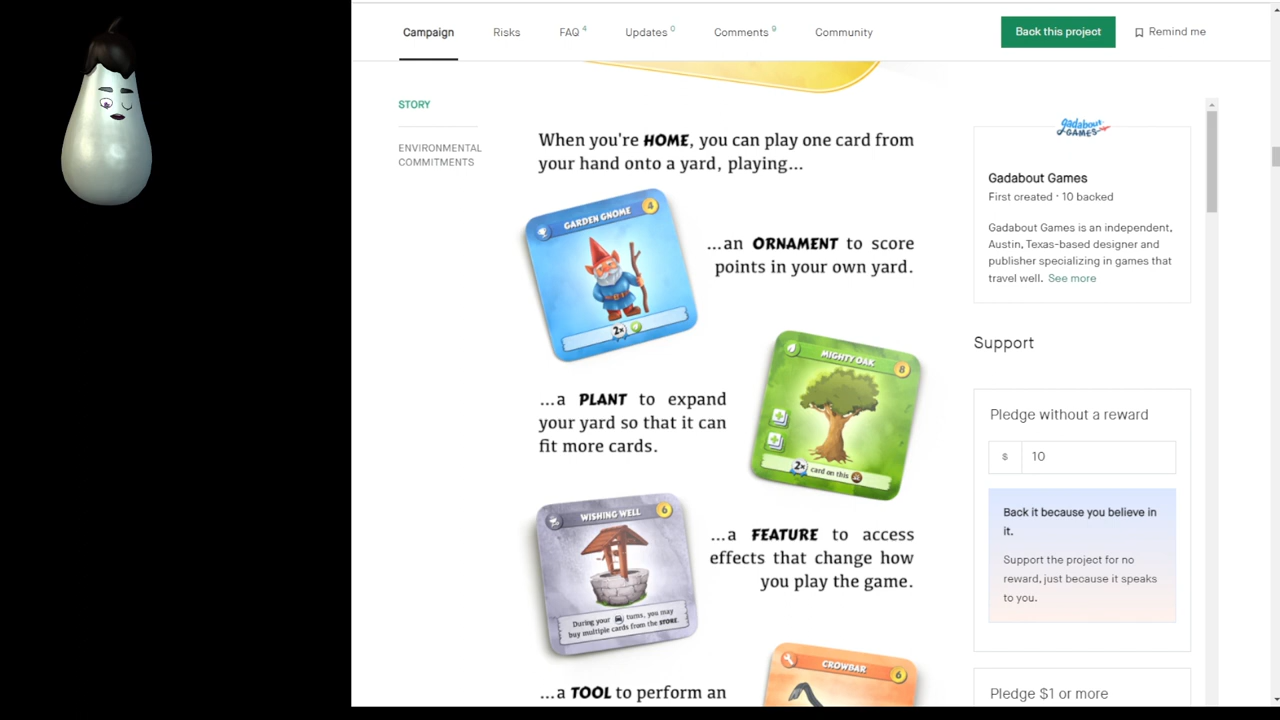 Campaign Risks FAQ 4 Updates 0 Comments 9 Community Back this project Remind me
STORY
ENVIRONMENTAL
COMMITMENTS
When you're HOME, you can play one card from
your hand onto a yard, playing...
GARDEN GNOME 4
2x
...an ORNAMENT to score
points in your own yard.
MIGHTY OAK 8
2x card on this
...a PLANT to expand
your yard so that it can
fit more cards.
WISHING WELL 6
During your turns, you may
buy multiple cards from the STORE.
...a FEATURE to access
effects that change how
you play the game.
CROWBAR 6
...a TOOL to perform an
gadabout
GAMES
Gadabout Games
First created · 10 backed
Gadabout Games is an independent,
Austin, Texas-based designer and
publisher specializing in games that
travel well. See more
Support
Pledge without a reward
$ 10
Back it because you believe in
it.
Support the project for no
reward, just because it speaks
to you.
Pledge $1 or more